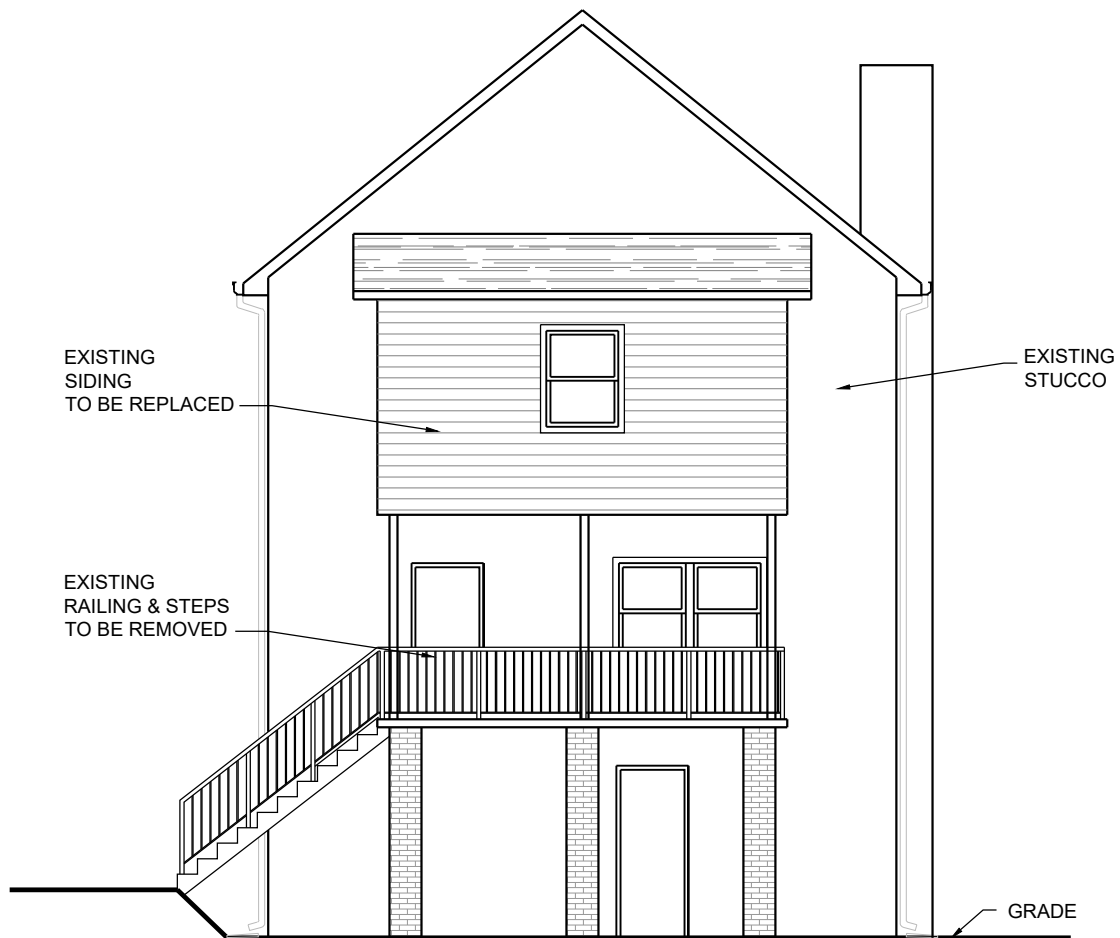 EXISTING
SIDING
TO BE REPLACED
EXISTING
STUCCO
EXISTING
RAILING & STEPS
TO BE REMOVED
GRADE